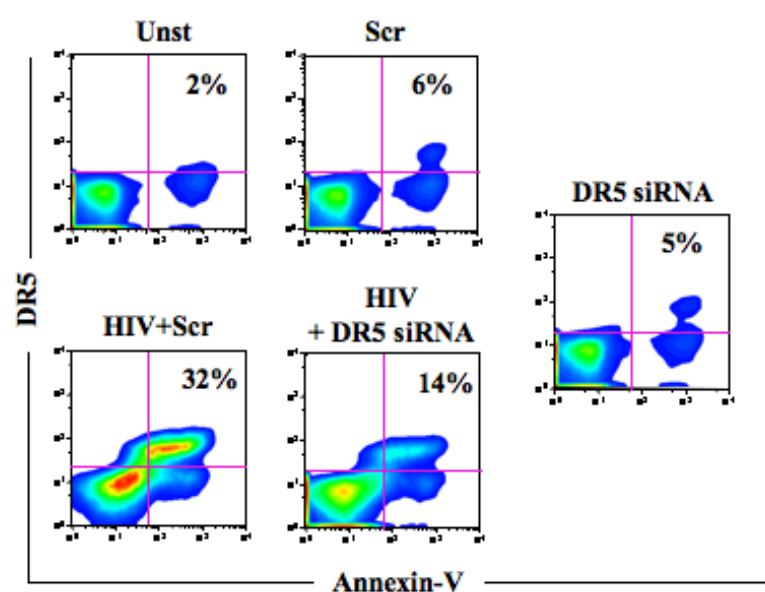 Unst
Scr
2%
6%
DR5 siRNA
5%
DR5
HIV+Scr
HIV
+ DR5 siRNA
32%
14%
Annexin-V